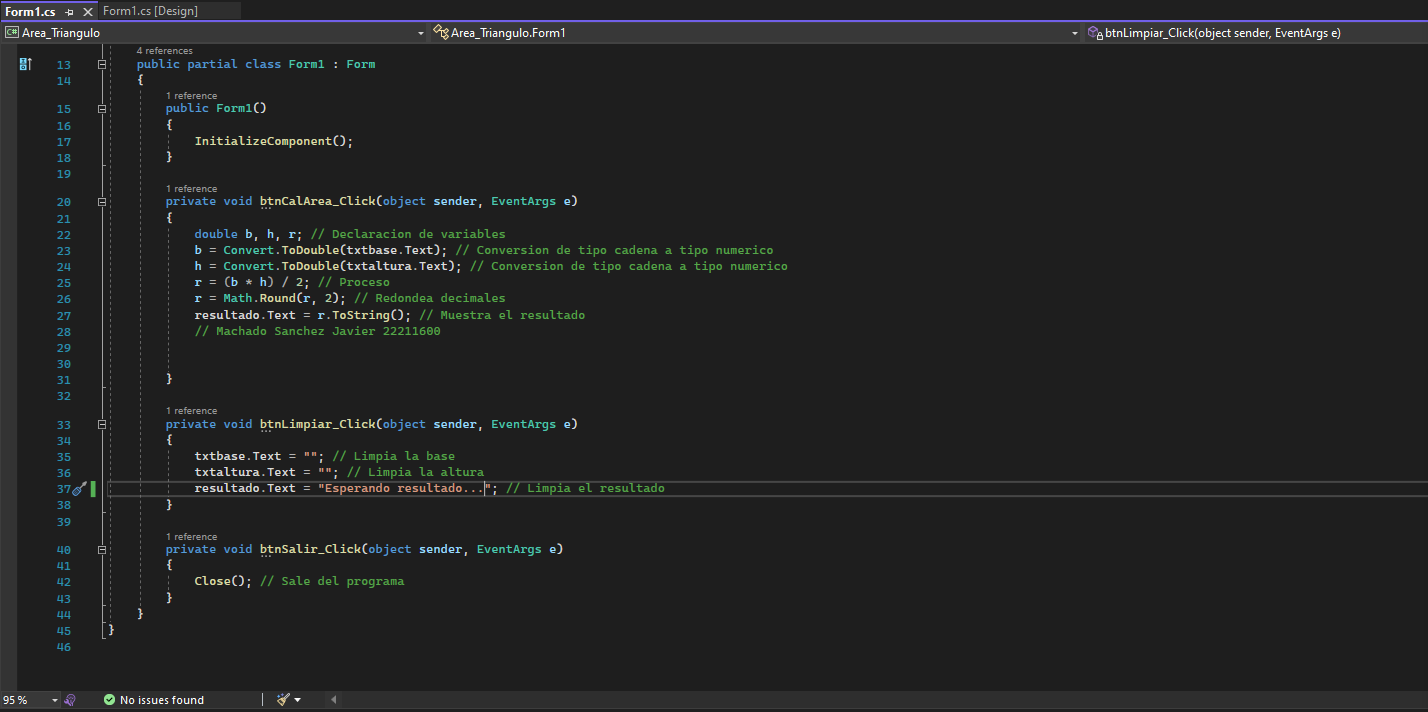 Form1.cs Form1.cs [Design]
C# Area_Triangulo Area_Triangulo.Form1 btnLimpiar_Click(object sender, EventArgs e)
4 references
13 public partial class Form1 : Form
14 {
1 reference
15 public Form1()
16 {
17 InitializeComponent();
18 }
19
1 reference
20 private void btnCalArea_Click(object sender, EventArgs e)
21 {
22 double b, h, r; // Declaracion de variables
23 b = Convert.ToDouble(txtbase.Text); // Conversion de tipo cadena a tipo numerico
24 h = Convert.ToDouble(txtaltura.Text); // Conversion de tipo cadena a tipo numerico
25 r = (b * h) / 2; // Proceso
26 r = Math.Round(r, 2); // Redondea decimales
27 resultado.Text = r.ToString(); // Muestra el resultado
28 // Machado Sanchez Javier 22211600
29
30
31 }
32
1 reference
33 private void btnLimpiar_Click(object sender, EventArgs e)
34 {
35 txtbase.Text = ""; // Limpia la base
36 txtaltura.Text = ""; // Limpia la altura
37 resultado.Text = "Esperando resultado..."; // Limpia el resultado
38 }
39
1 reference
40 private void btnSalir_Click(object sender, EventArgs e)
41 {
42 Close(); // Sale del programa
43 }
44 }
45 }
46
95 % No issues found